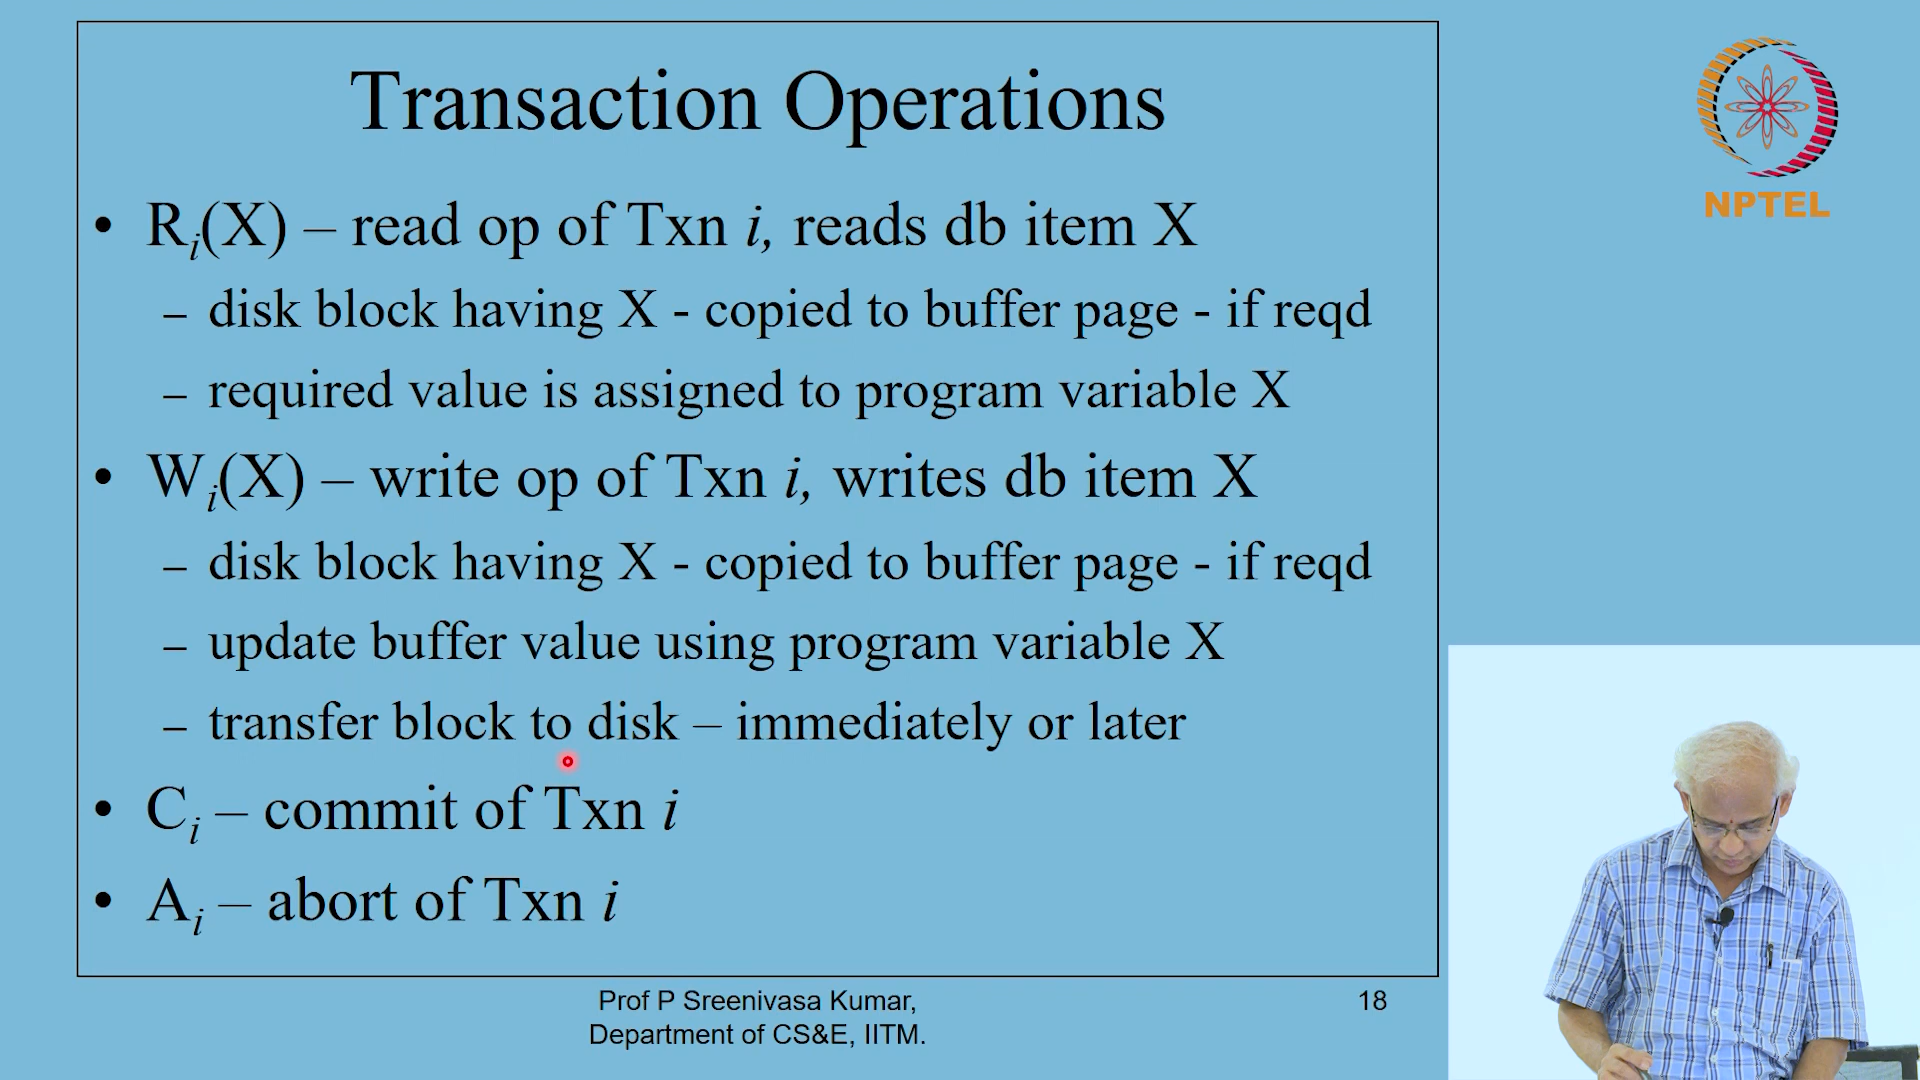 Transaction Operations
• Ri(X) – read op of Txn i, reads db item X
– disk block having X - copied to buffer page - if reqd
– required value is assigned to program variable X
• Wi(X) – write op of Txn i, writes db item X
– disk block having X - copied to buffer page - if reqd
– update buffer value using program variable X
– transfer block to disk – immediately or later
• Ci – commit of Txn i
• Ai – abort of Txn i
Prof P Sreenivasa Kumar,
Department of CS&E, IITM.
18
NPTEL